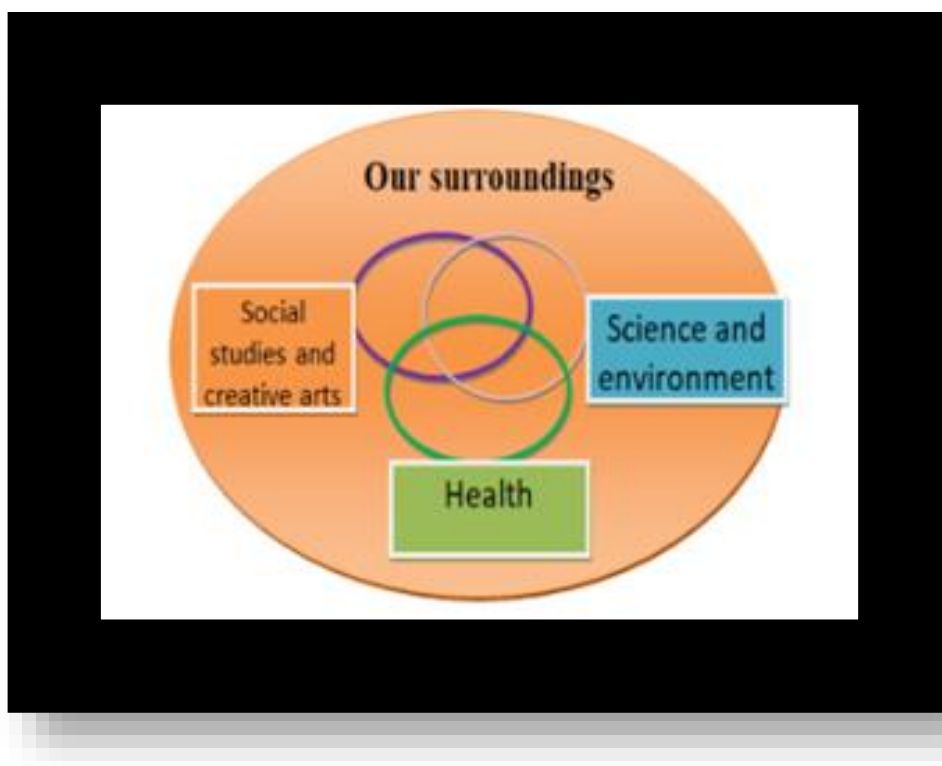 Our surroundings
Social
studies and
creative arts
Science and
environment
Health